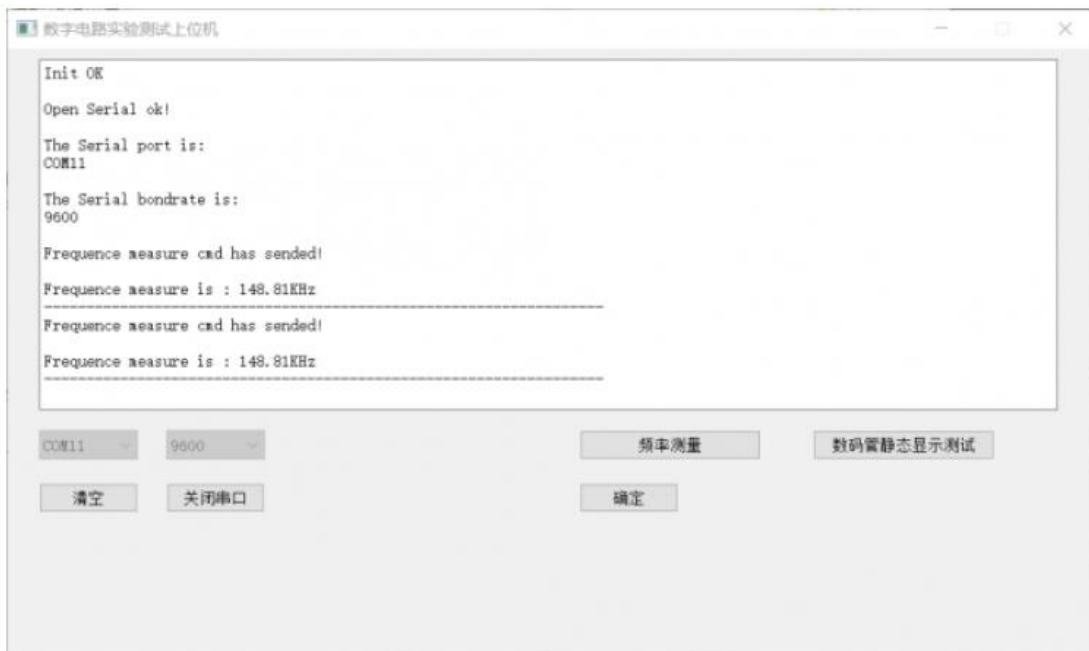 数字电路实验测试上位机
Init OK
Open Serial ok!
The Serial port is:
COM11
The Serial bondrate is:
9600
Frequence measure cmd has sended!
Frequence measure is : 148.81KHz
Frequence measure cmd has sended!
Frequence measure is : 148.81KHz
COM11
9600
频率测量
数码管静态显示测试
清空
关闭串口
确定